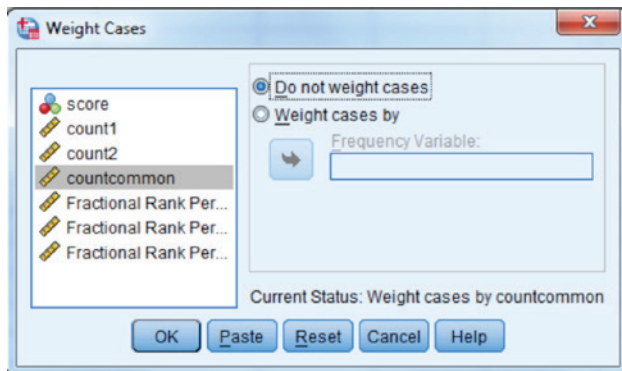 Weight Cases
score
count1
count2
countcommon
Fractional Rank Per...
Fractional Rank Per...
Fractional Rank Per...
Do not weight cases
Weight cases by
Frequency Variable:
Current Status: Weight cases by countcommon
OK
Paste
Reset
Cancel
Help